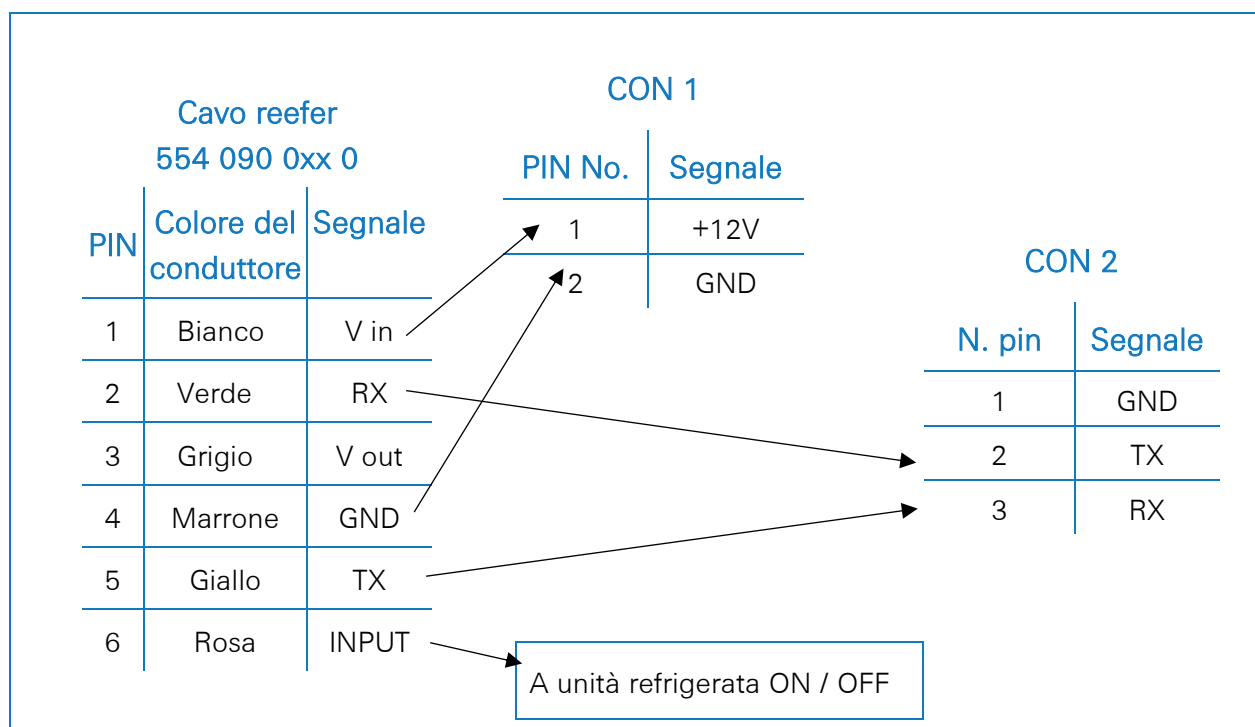 Cavo reefer
554 090 0xx 0
PIN Colore del conduttore Segnale
1 Bianco V in
2 Verde RX
3 Grigio V out
4 Marrone GND
5 Giallo TX
6 Rosa INPUT
CON 1
PIN No. Segnale
1 +12V
2 GND
CON 2
N. pin Segnale
1 GND
2 TX
3 RX
A unità refrigerata ON / OFF